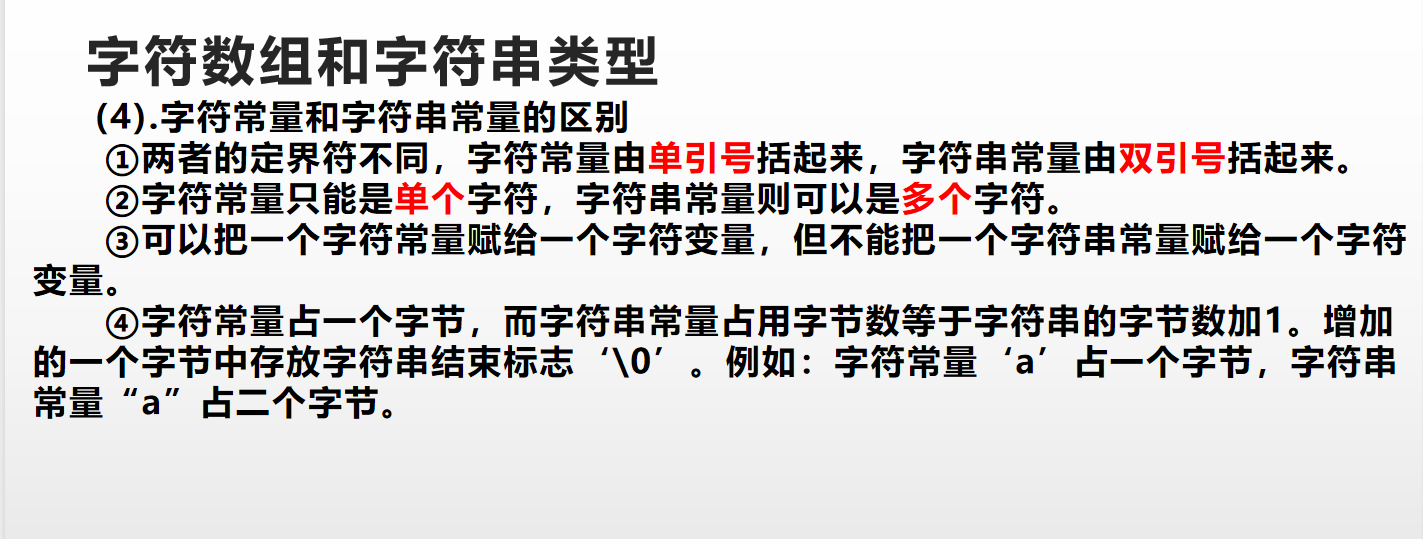 字符数组和字符串类型
(4).字符常量和字符串常量的区别
①两者的定界符不同，字符常量由单引号括起来，字符串常量由双引号括起来。
②字符常量只能是单个字符，字符串常量则可以是多个字符。
③可以把一个字符常量赋给一个字符变量，但不能把一个字符串常量赋给一个字符
变量。
④字符常量占一个字节，而字符串常量占用字节数等于字符串的字节数加1。增加
的一个字节中存放字符串结束标志‘\0’。例如：字符常量‘a’占一个字节，字符串
常量“a”占二个字节。